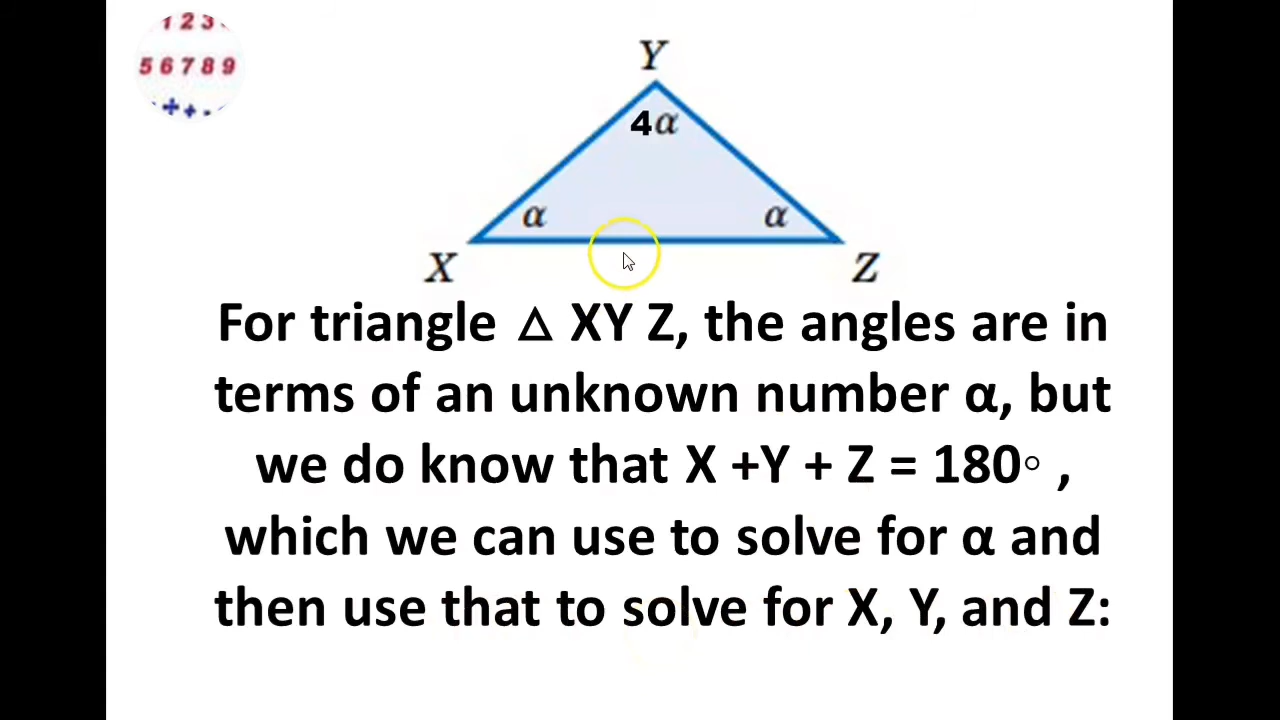 1 2 3
5 6 7 8 9
Y
4α
α α
X Z
For triangle △ XY Z, the angles are in
terms of an unknown number α, but
we do know that X +Y + Z = 180◦ ,
which we can use to solve for α and
then use that to solve for X, Y, and Z: